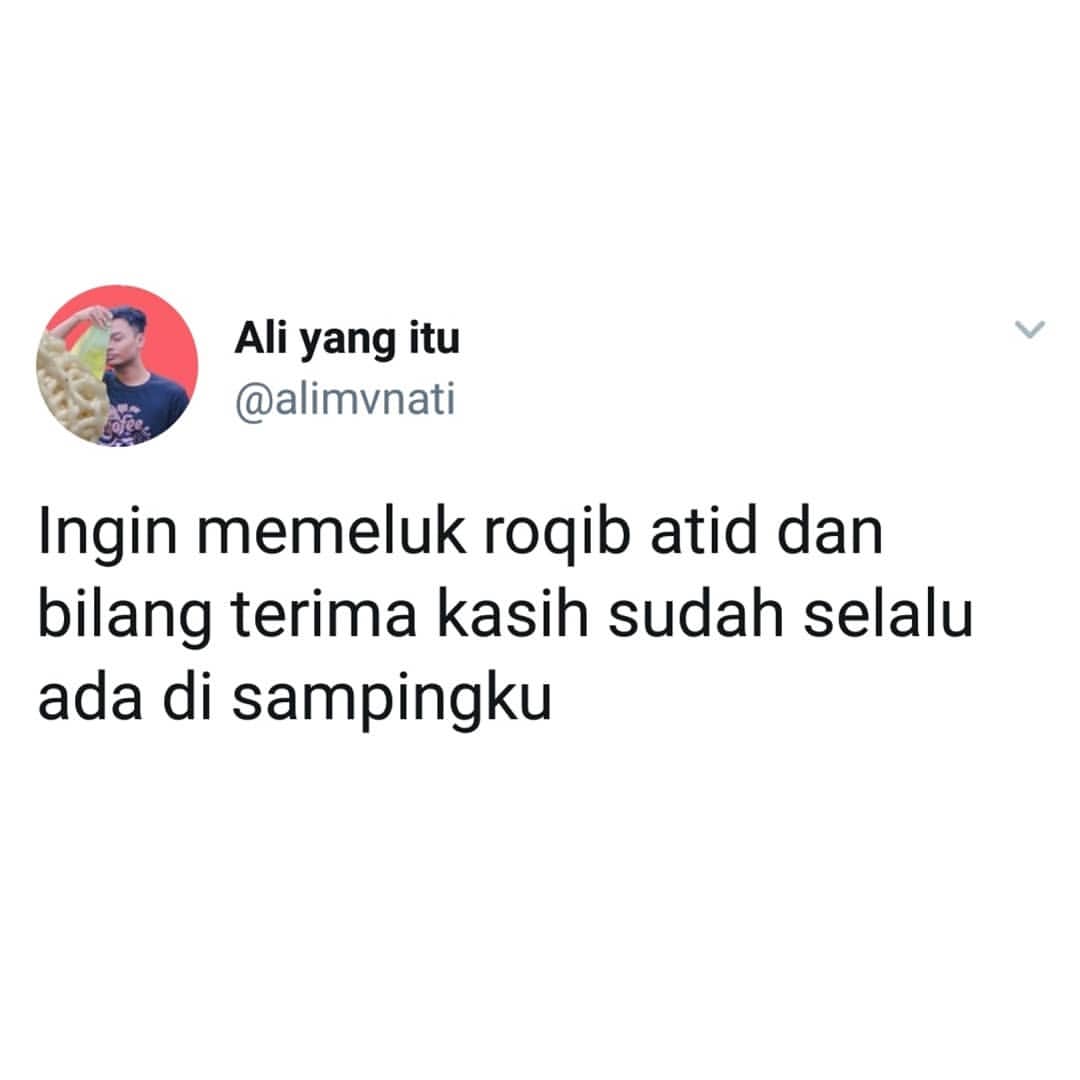 Ali yang itu
@alimvnati
Ingin memeluk roqib atid dan
bilang terima kasih sudah selalu
ada di sampingku